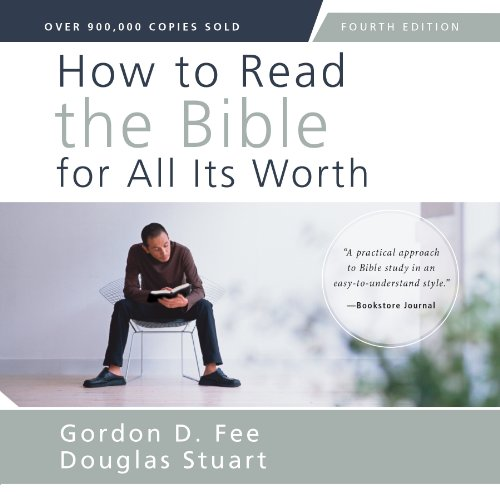 OVER 900,000 COPIES SOLD
FOURTH EDITION
How to Read
the Bible
for All Its Worth
“A practical approach
to Bible study in an
easy-to-understand style.”
—Bookstore Journal
Gordon D. Fee
Douglas Stuart